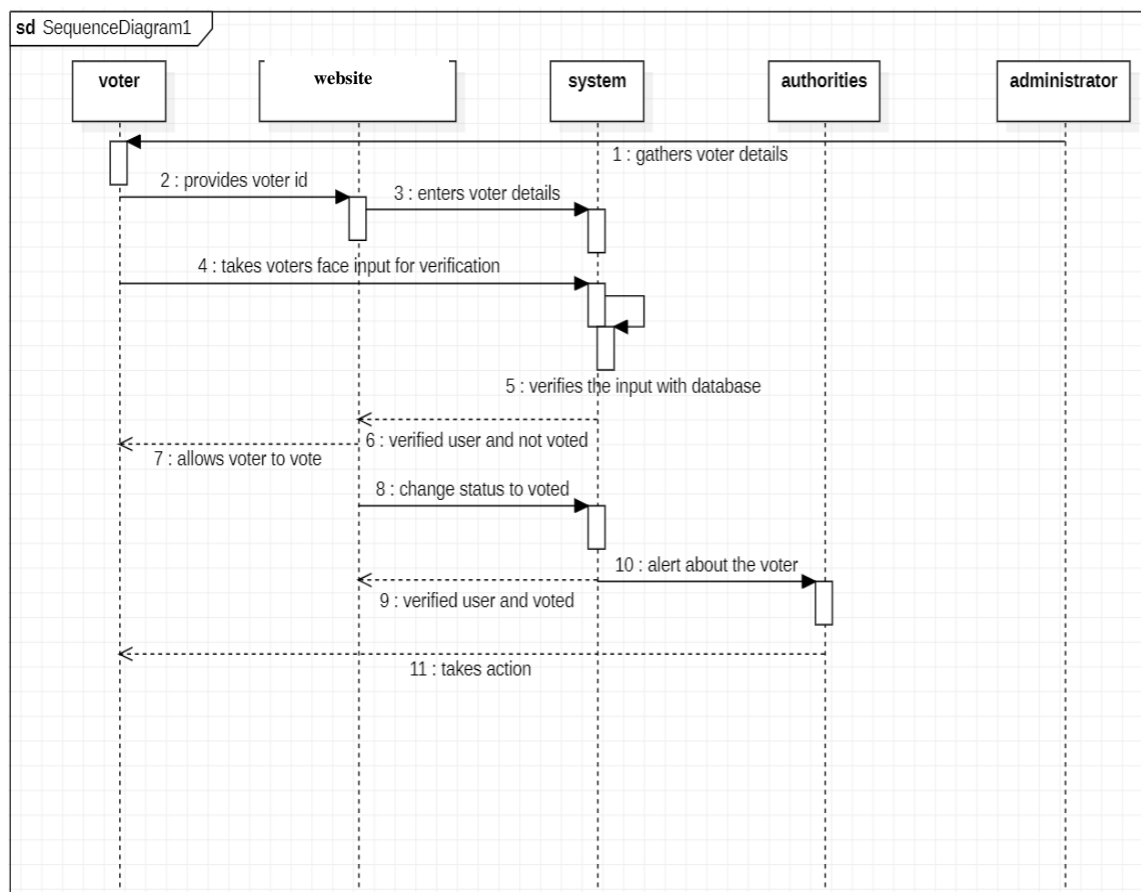 sd SequenceDiagram1
voter
website
system
authorities
administrator
1 : gathers voter details
2 : provides voter id
3 : enters voter details
4 : takes voters face input for verification
5 : verifies the input with database
6 : verified user and not voted
7 : allows voter to vote
8 : change status to voted
10 : alert about the voter
9 : verified user and voted
11 : takes action